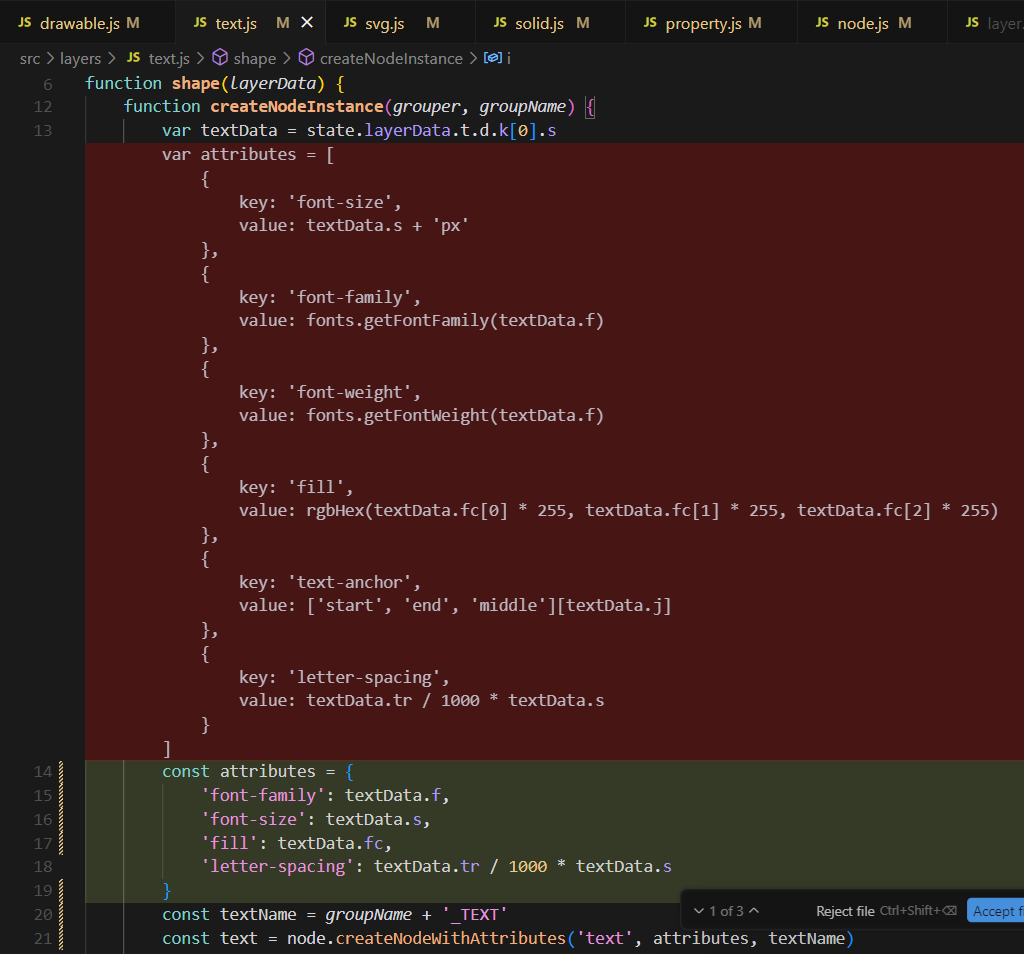 JS drawable.js M JS text.js M × JS svg.js M JS solid.js M JS property.js M JS node.js M JS layer.
src > layers > JS text.js > shape > createNodeInstance > i
6 function shape(layerData) {
12 function createNodeInstance(grouper, groupName) {
13 var textData = state.layerData.t.d.k[0].s
var attributes = [
{
key: 'font-size',
value: textData.s + 'px'
},
{
key: 'font-family',
value: fonts.getFontFamily(textData.f)
},
{
key: 'font-weight',
value: fonts.getFontWeight(textData.f)
},
{
key: 'fill',
value: rgbHex(textData.fc[0] * 255, textData.fc[1] * 255, textData.fc[2] * 255)
},
{
key: 'text-anchor',
value: ['start', 'end', 'middle'][textData.j]
},
{
key: 'letter-spacing',
value: textData.tr / 1000 * textData.s
}
]
14 const attributes = {
15 'font-family': textData.f,
16 'font-size': textData.s,
17 'fill': textData.fc,
18 'letter-spacing': textData.tr / 1000 * textData.s
19 }
20 const textName = groupName + '_TEXT'
1 of 3 Reject file Ctrl+Shift+⌫ Accept fi
21 const text = node.createNodeWithAttributes('text', attributes, textName)